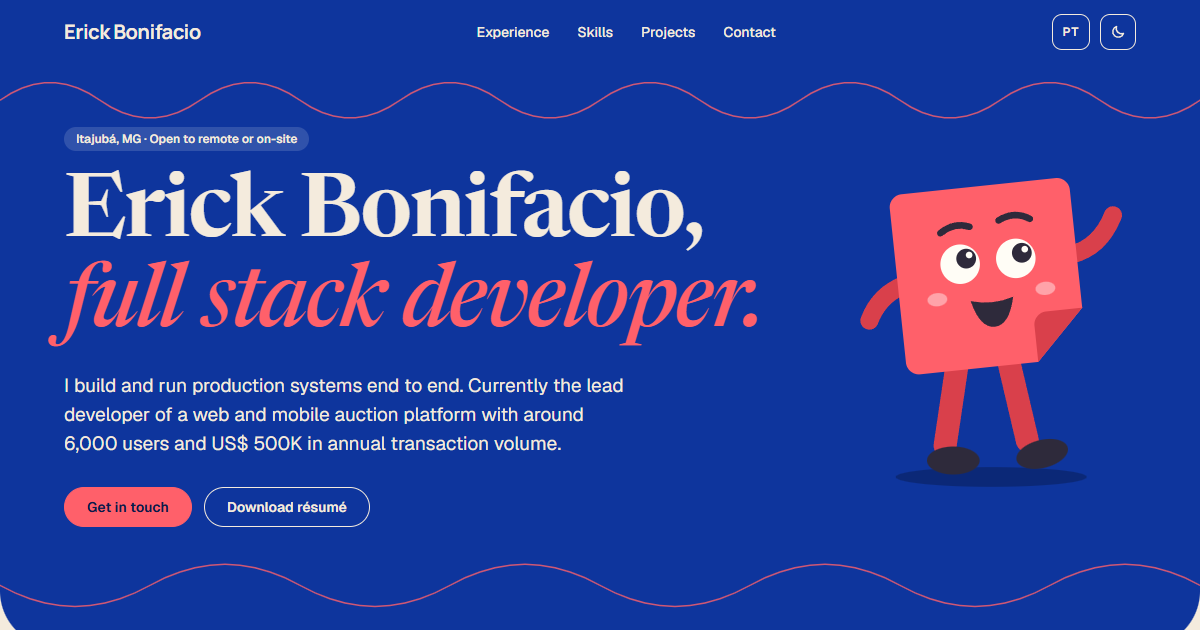 Erick Bonifacio
Experience Skills Projects Contact
PT
Itajubá, MG · Open to remote or on-site
Erick Bonifacio,
full stack developer.
I build and run production systems end to end. Currently the lead
developer of a web and mobile auction platform with around
6,000 users and US$ 500K in annual transaction volume.
Get in touch
Download résumé